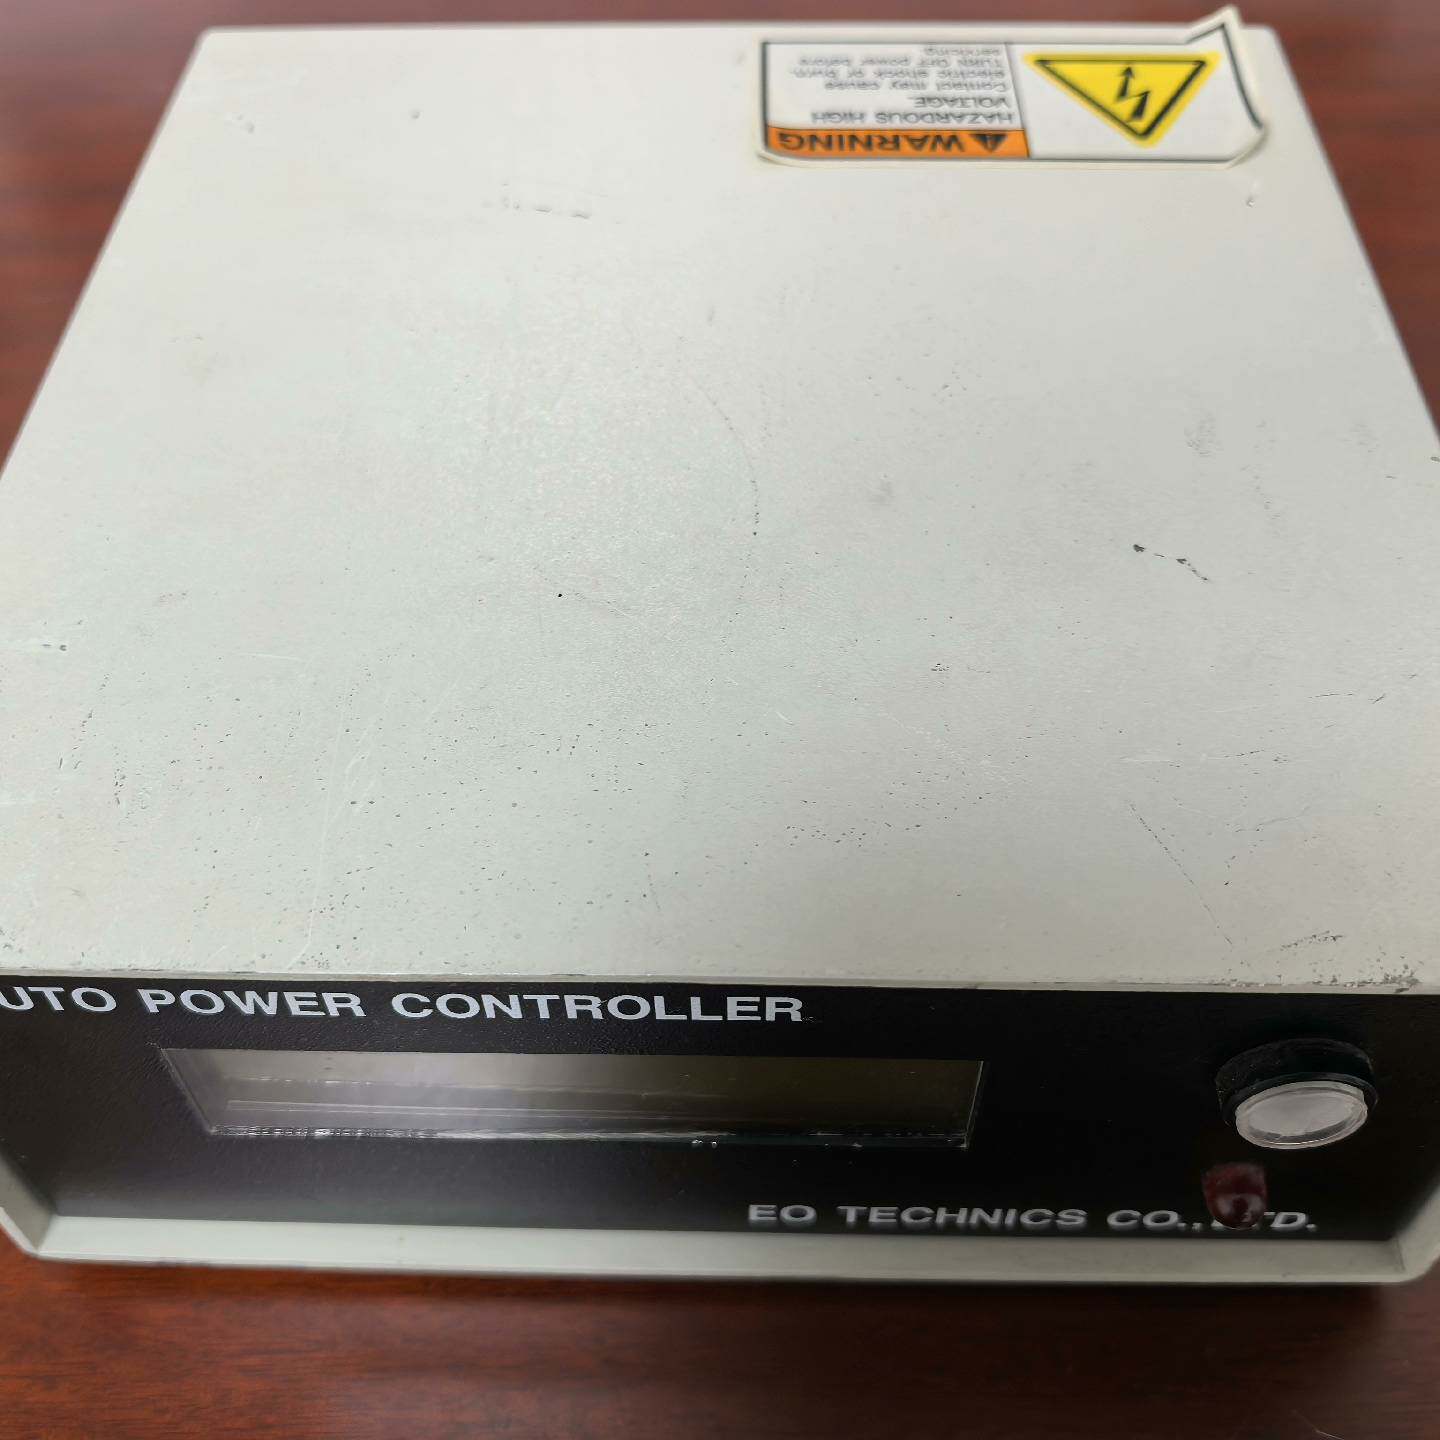 WARNING
HAZARDOUS HIGH
VOLTAGE.
Contact may cause
electric shock or burn.
TURN OFF power before
servicing.
UTO POWER CONTROLLER
EO TECHNICS CO., LTD.